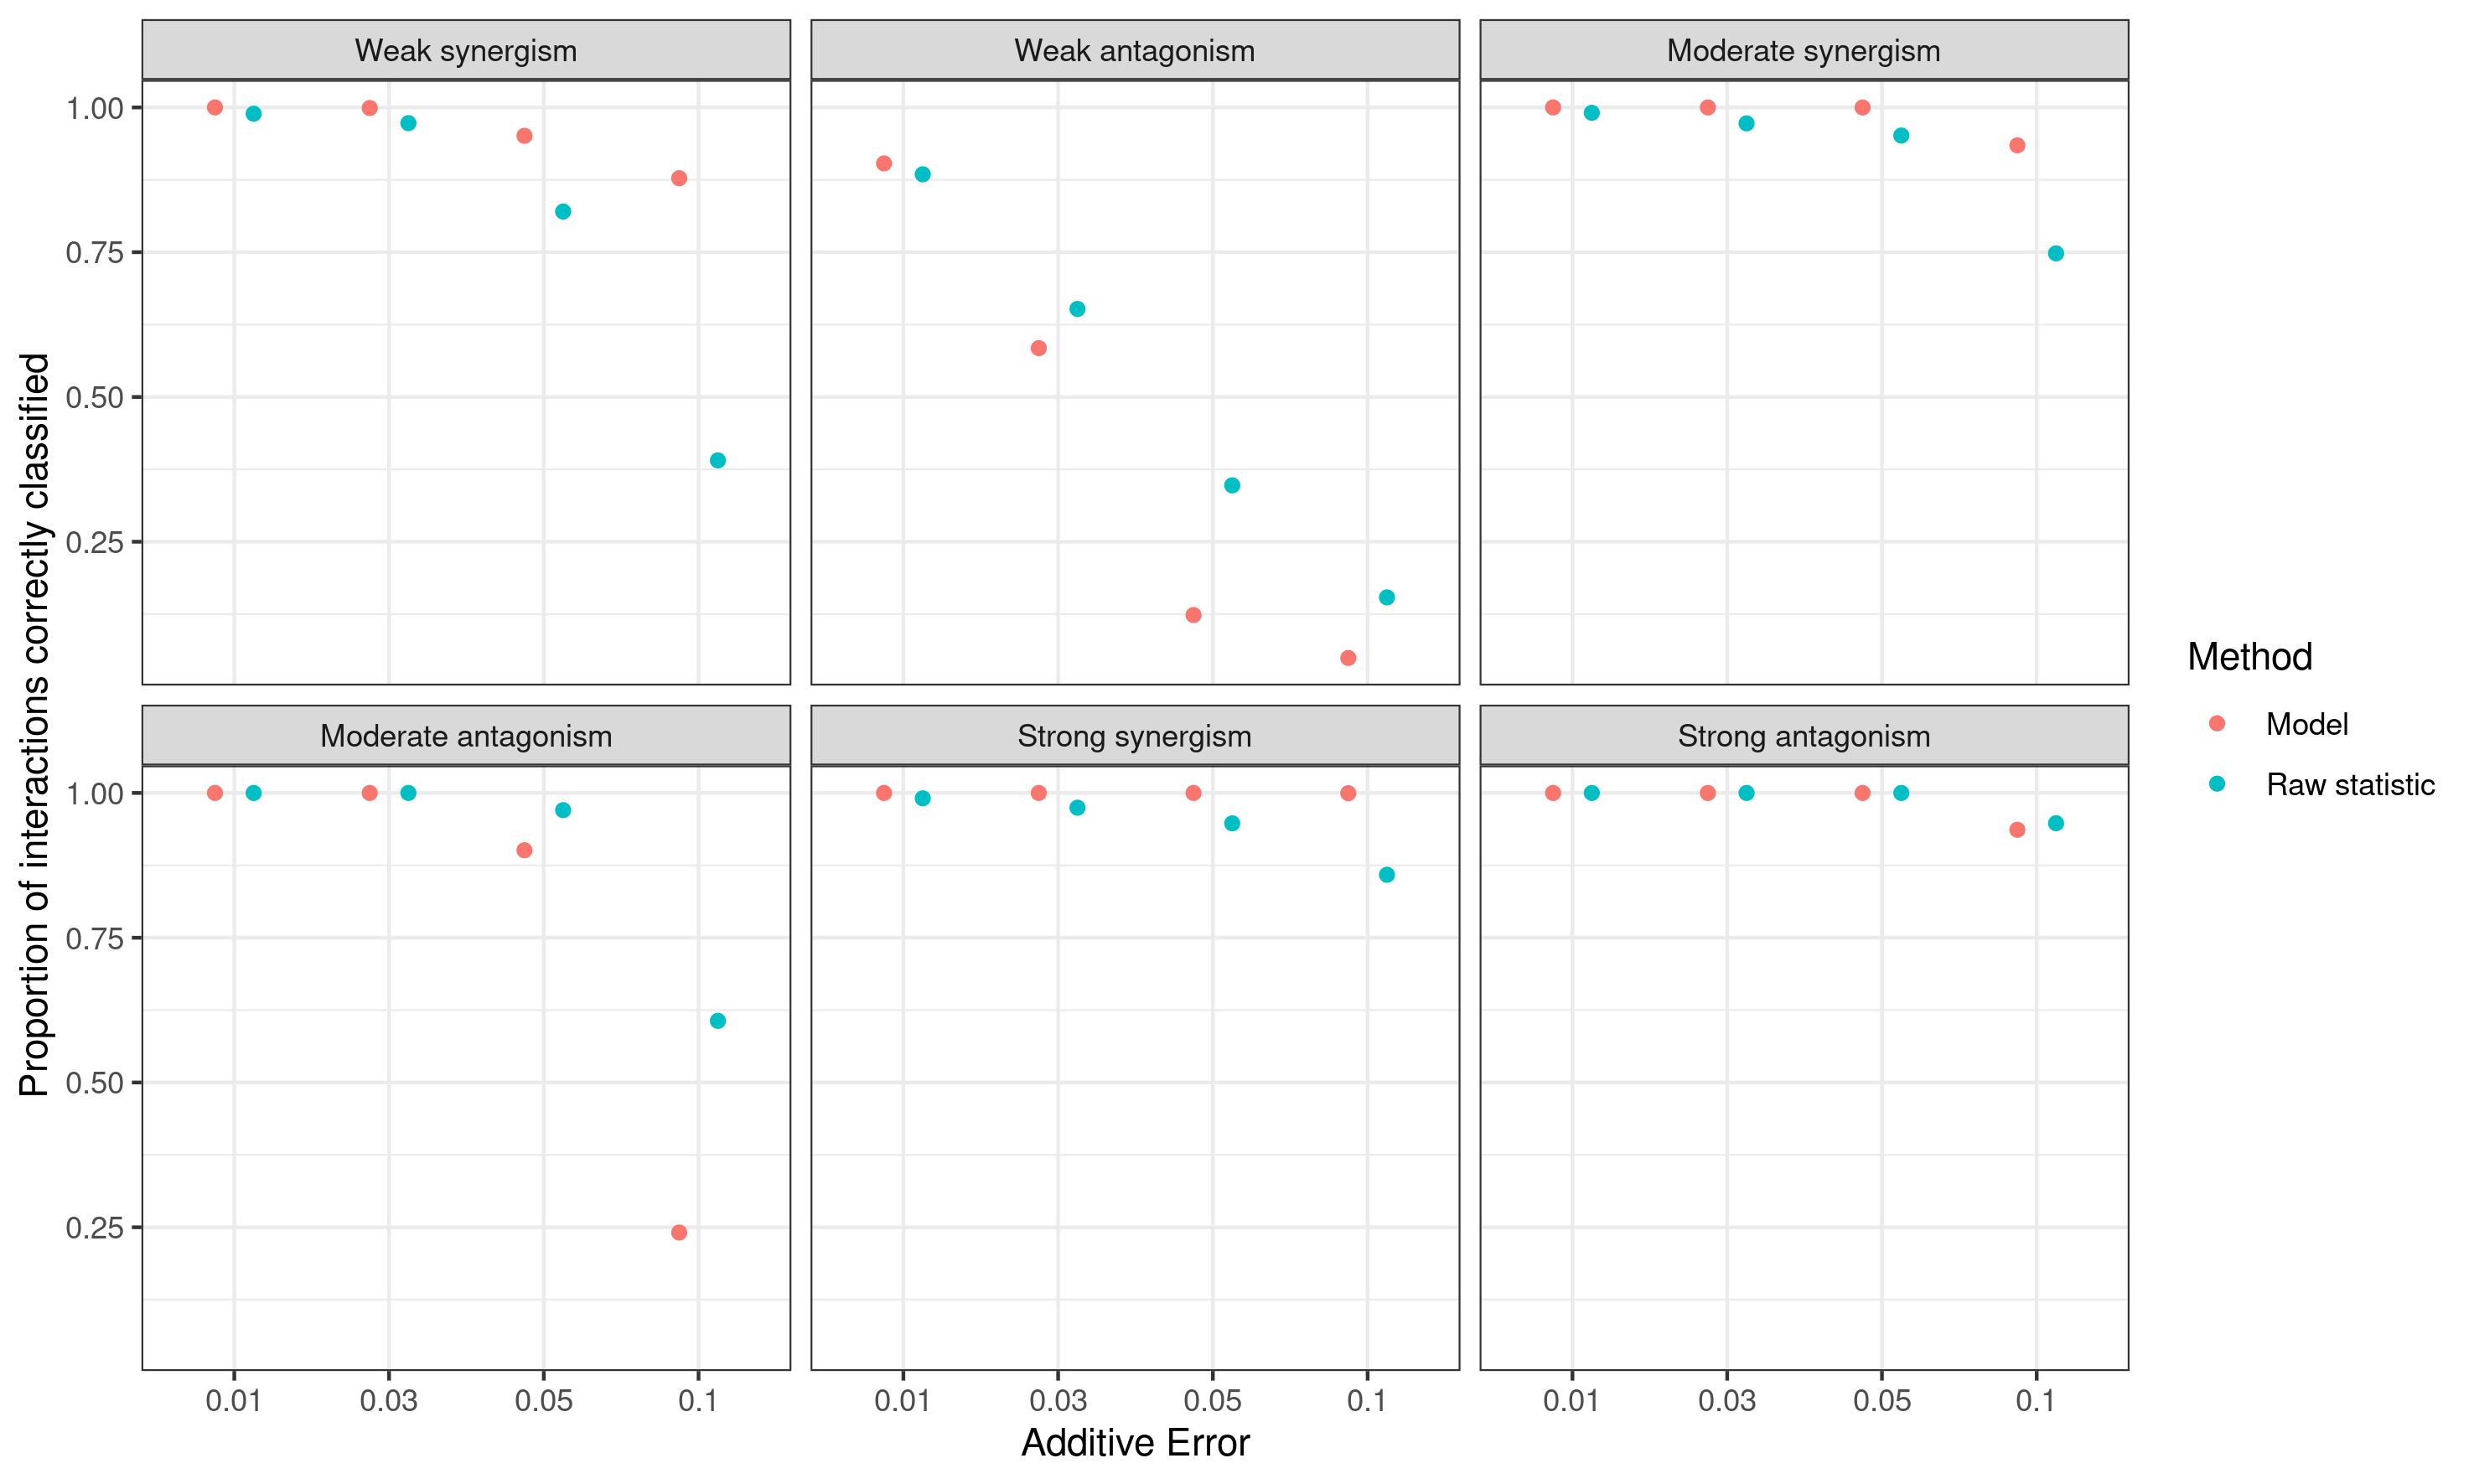 Weak synergism
Weak antagonism
Moderate synergism
1.00
0.75
0.50
0.25
Moderate antagonism
Strong synergism
Strong antagonism
1.00
0.75
0.50
0.25
0.01 0.03 0.05 0.1
0.01 0.03 0.05 0.1
0.01 0.03 0.05 0.1
Additive Error
Proportion of interactions correctly classified
Method
Model
Raw statistic